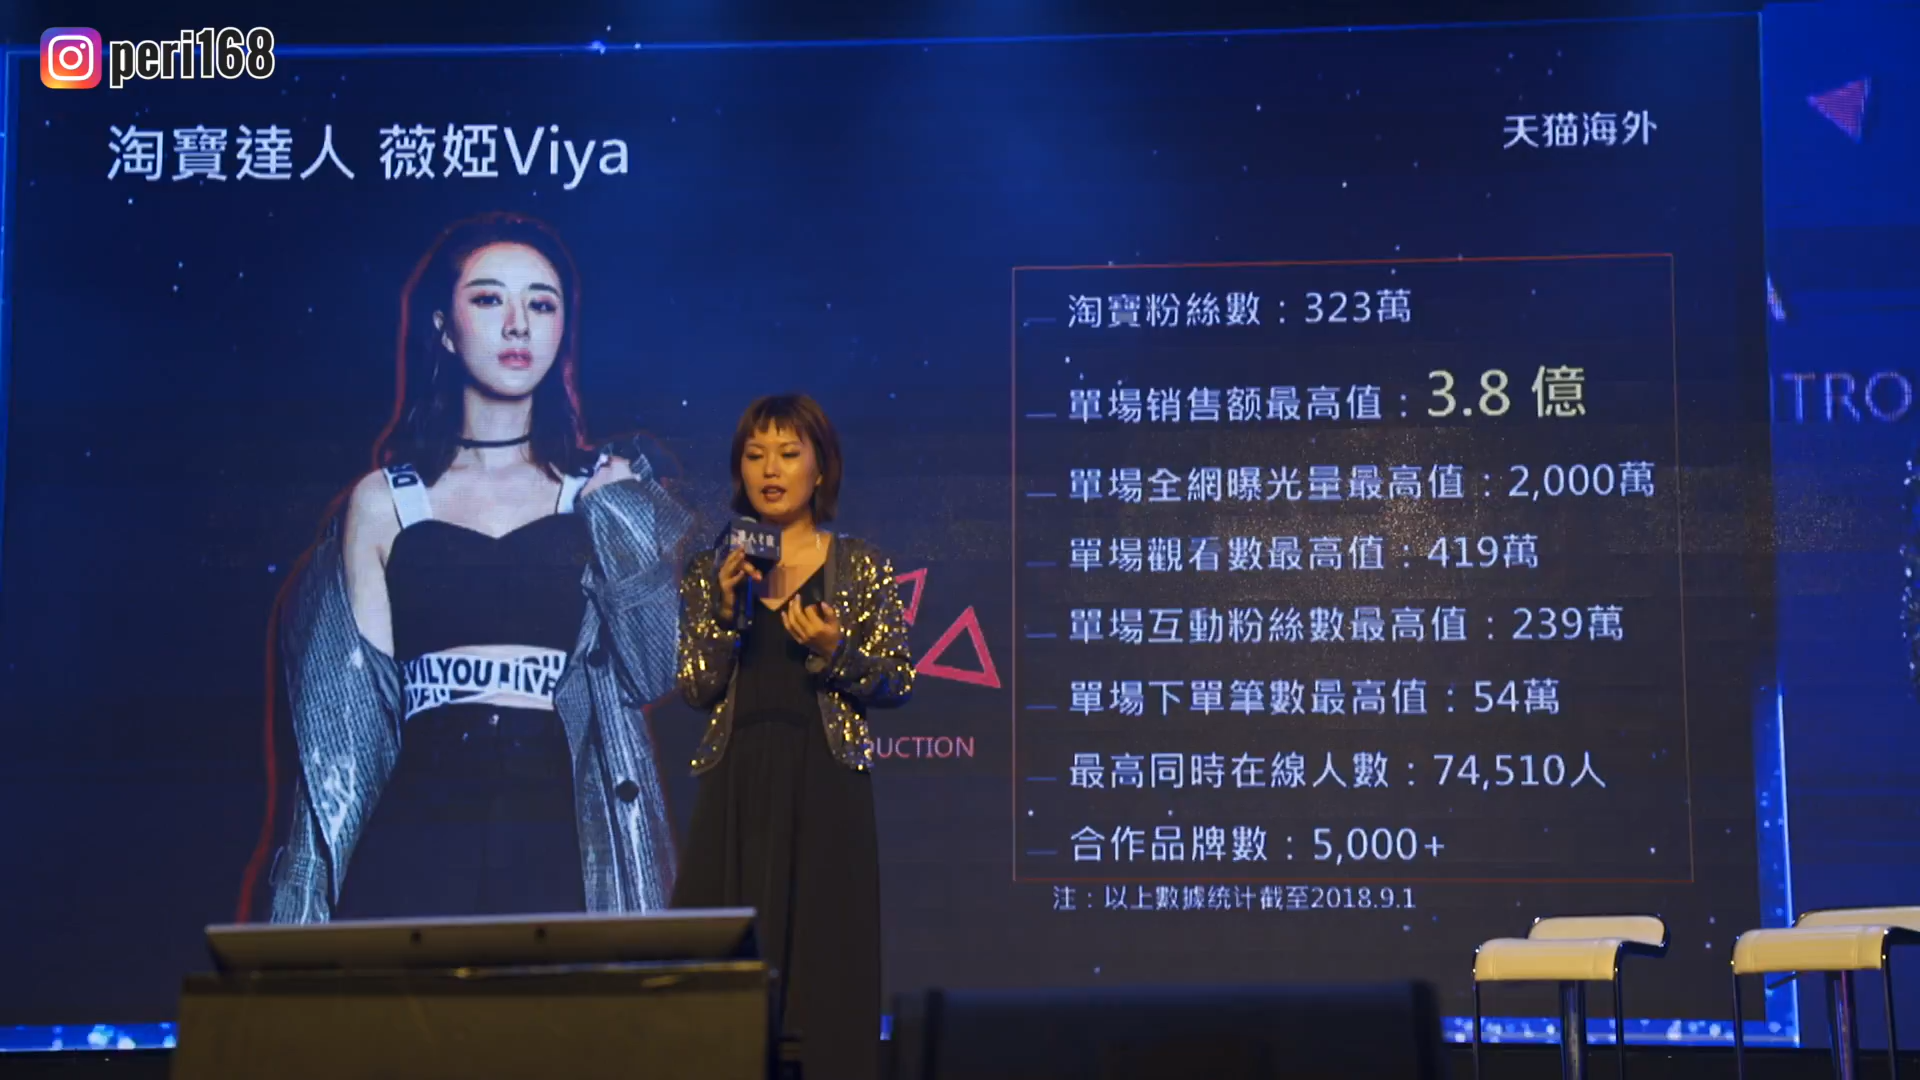 peri168
淘寶達人 薇婭Viya
天猫海外
淘寶粉絲數：323萬
單場销售额最高值：3.8 億
單場全網曝光量最高值：2,000萬
單場觀看數最高值：419萬
單場互動粉絲數最高值：239萬
單場下單筆數最高值：54萬
最高同時在線人數：74,510人
合作品牌數：5,000+
注：以上數據统计截至2018.9.1
UCTION
TRO